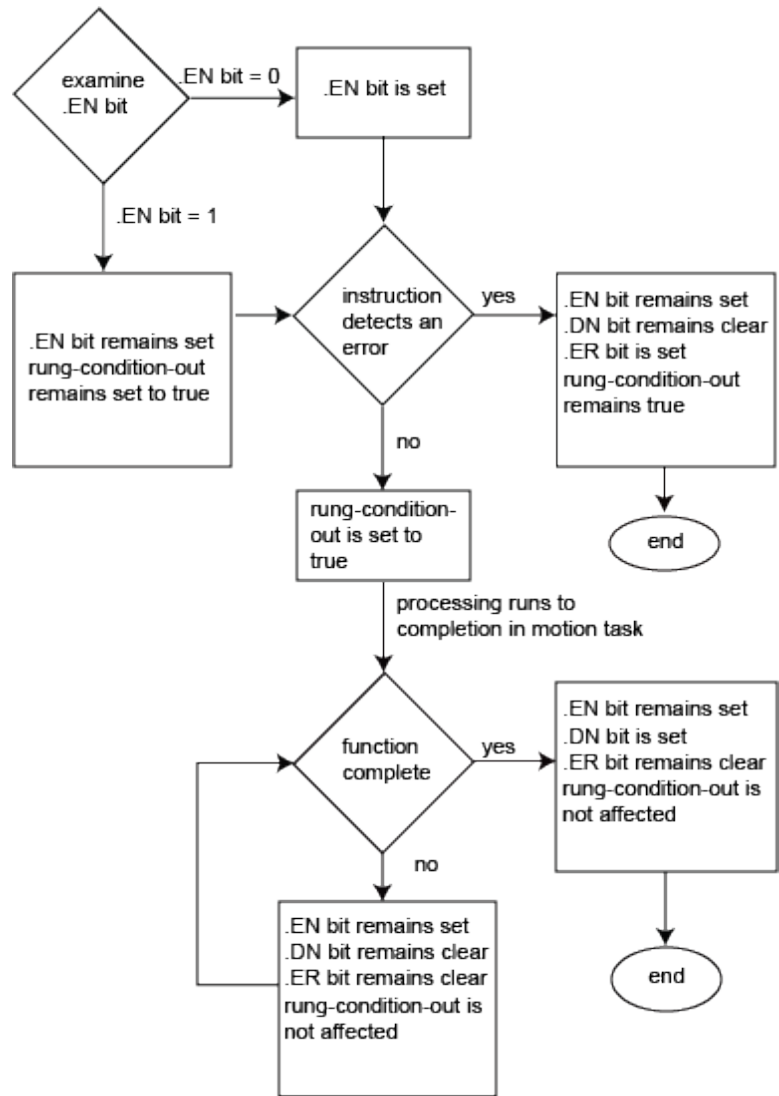 examine
.EN bit
.EN bit = 0
.EN bit is set
.EN bit = 1
.EN bit remains set
rung-condition-out
remains set to true
instruction
detects an
error
yes
.EN bit remains set
.DN bit remains clear
.ER bit is set
rung-condition-out
remains true
end
no
rung-condition-
out is set to
true
processing runs to
completion in motion task
function
complete
yes
.EN bit remains set
.DN bit is set
.ER bit remains clear
rung-condition-out is
not affected
end
no
.EN bit remains set
.DN bit remains clear
.ER bit remains clear
rung-condition-out is
not affected